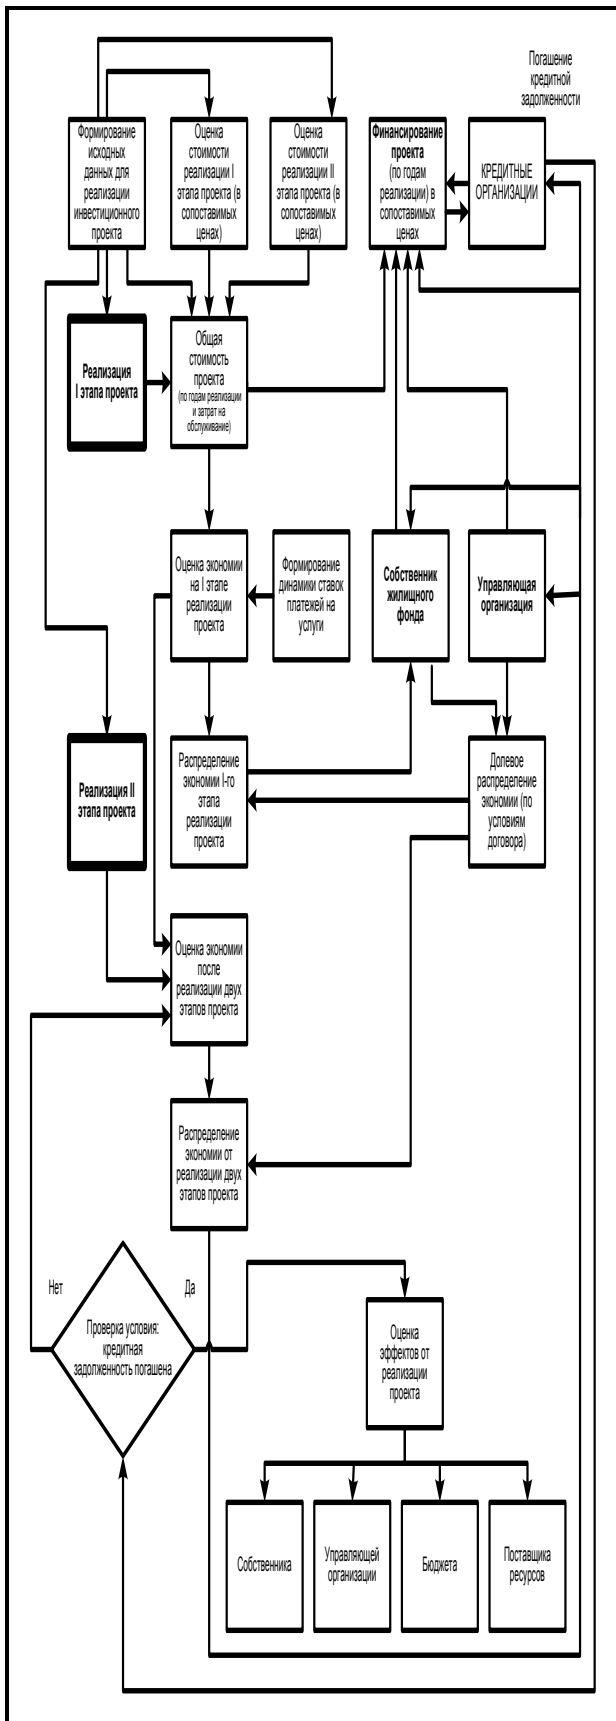 Погашение
кредитной
задолженности
Формирование
исходных
данных для
реализации
инвестиционного
проекта
Оценка
стоимости
реализации I
этапа проекта (в
сопоставимых
ценах)
Оценка
стоимости
реализации II
этапа проекта (в
сопоставимых
ценах)
Финансирование
проекта
(по годам
реализации) в
сопоставимых
ценах
КРЕДИТНЫЕ
ОРГАНИЗАЦИИ
Реализация
I этапа проекта
Общая
стоимость
проекта
(по годам реализации
и затрат на
обслуживание)
Оценка экономии
на I этапе
реализации
проекта
Формирование
динамики ставок
платежей на
услуги
Собственник
жилищного
фонда
Управляющая
организация
Реализация II
этапа проекта
Распределение
экономии I-го
этапа
реализации
проекта
Долевое
распределение
экономии (по
условиям
договора)
Оценка экономии
после
реализации двух
этапов проекта
Распределение
экономии от
реализации двух
этапов проекта
Нет
Да
Проверка условия:
кредитная
задолженность погашена
Оценка
эффектов от
реализации
проекта
Собственника
Управляющей
организации
Бюджета
Поставщика
ресурсов